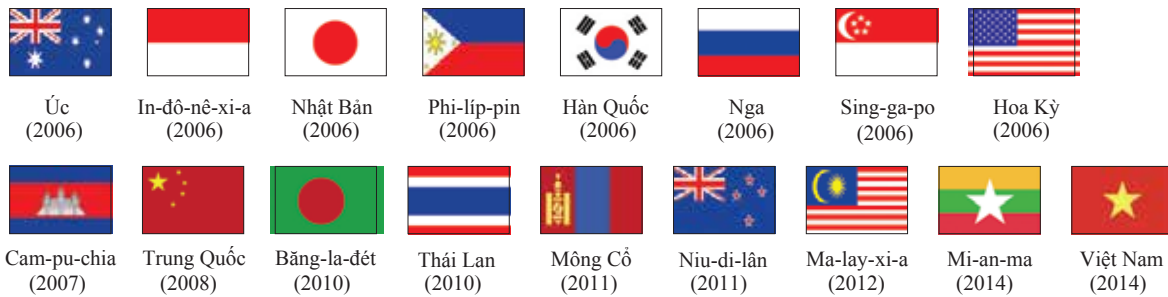 Úc In-đô-nê-xi-a Nhật Bản Phi-líp-pin Hàn Quốc Nga Sing-ga-po Hoa Kỳ
(2006) (2006) (2006) (2006) (2006) (2006) (2006) (2006)
Cam-pu-chia Trung Quốc Băng-la-đét Thái Lan Mông Cổ Niu-di-lân Ma-lay-xi-a Mi-an-ma Việt Nam
(2007) (2008) (2010) (2010) (2011) (2011) (2012) (2014) (2014)